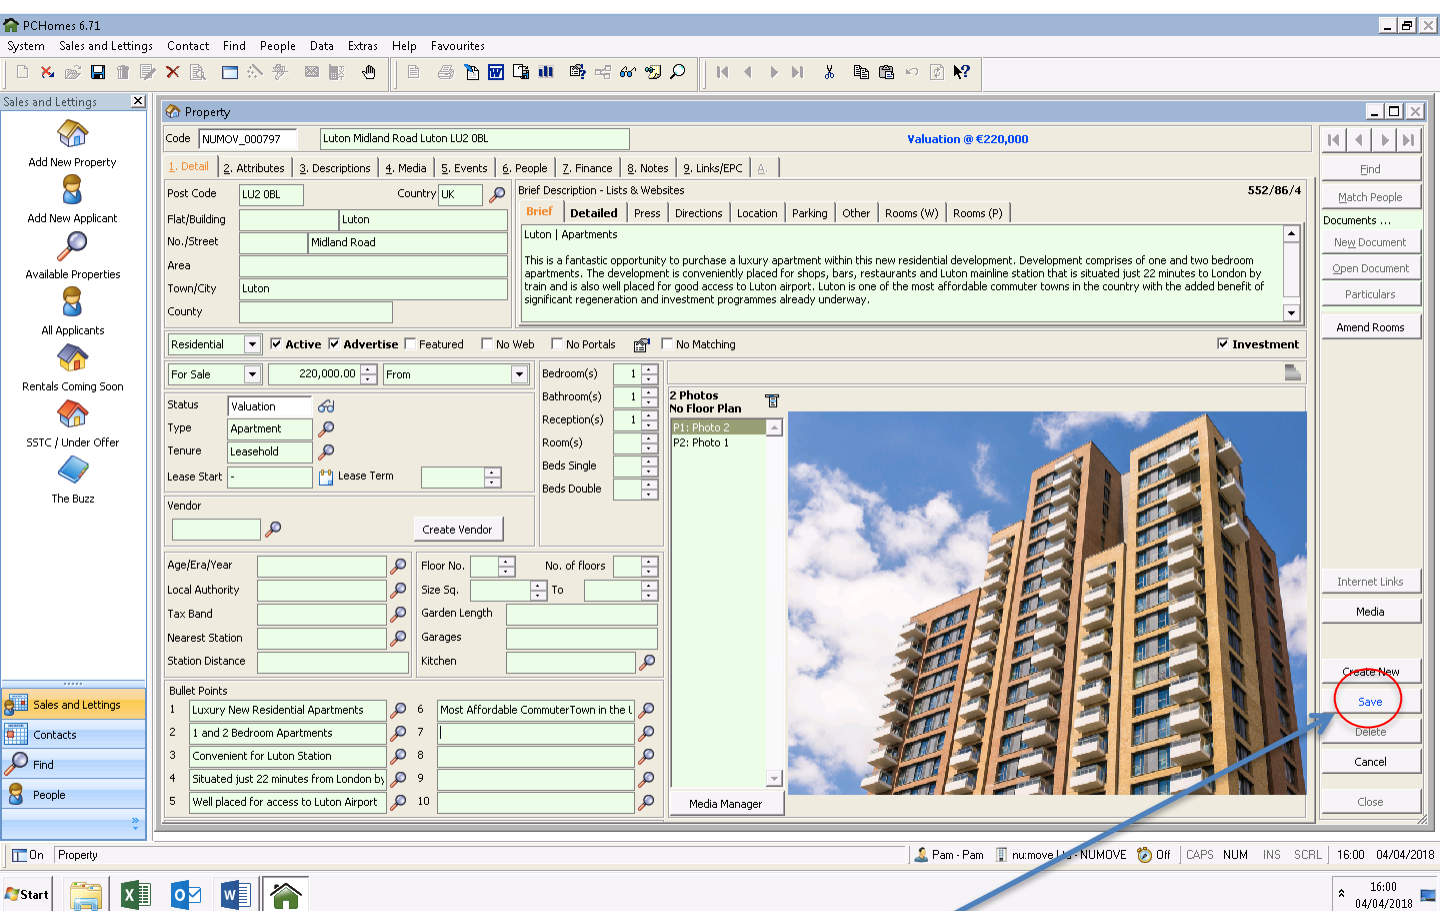 PCHomes 6.71
System Sales and Lettings Contact Find People Data Extras Help Favourites
Sales and Lettings
Add New Property
Add New Applicant
Available Properties
All Applicants
Rentals Coming Soon
SSTC / Under Offer
The Buzz
Sales and Lettings
Contacts
Find
People
Property
Code NUMOV_000797 Luton Midland Road Luton LU2 0BL Valuation @ €220,000
1. Detail 2. Attributes 3. Descriptions 4. Media 5. Events 6. People 7. Finance 8. Notes 9. Links/EPC A.
Post Code LU2 0BL Country UK
Flat/Building Luton
No./Street Midland Road
Area
Town/City Luton
County
Brief Description - Lists & Websites 552/86/4
Brief Detailed Press Directions Location Parking Other Rooms (W) Rooms (P)
Luton | Apartments
This is a fantastic opportunity to purchase a luxury apartment within this new residential development. Development comprises of one and two bedroom
apartments. The development is conveniently placed for shops, bars, restaurants and Luton mainline station that is situated just 22 minutes to London by
train and is also well placed for good access to Luton airport. Luton is one of the most affordable commuter towns in the country with the added benefit of
significant regeneration and investment programmes already underway.
Residential Active Advertise Featured No Web No Portals No Matching Investment
For Sale 220,000.00 From
Status Valuation
Type Apartment
Tenure Leasehold
Lease Start - Lease Term
Vendor
Create Vendor
Bedroom(s) 1
Bathroom(s) 1
Reception(s) 1
Room(s)
Beds Single
Beds Double
2 Photos
No Floor Plan
P1: Photo 2
P2: Photo 1
Media Manager
Age/Era/Year
Local Authority
Tax Band
Nearest Station
Station Distance
Floor No. No. of floors
Size Sq. To
Garden Length
Garages
Kitchen
Bullet Points
1 Luxury New Residential Apartments 6 Most Affordable CommuterTown in the
2 1 and 2 Bedroom Apartments 7
3 Convenient for Luton Station 8
4 Situated just 22 minutes from London by 9
5 Well placed for access to Luton Airport 10
Find
Match People
Documents ...
New Document
Open Document
Particulars
Amend Rooms
Internet Links
Media
Create New
Save
Delete
Cancel
Close
On Property Pam - Pam nu:move - NUMOVE Off CAPS NUM INS SCRL 16:00 04/04/2018
Start 16:00
04/04/2018